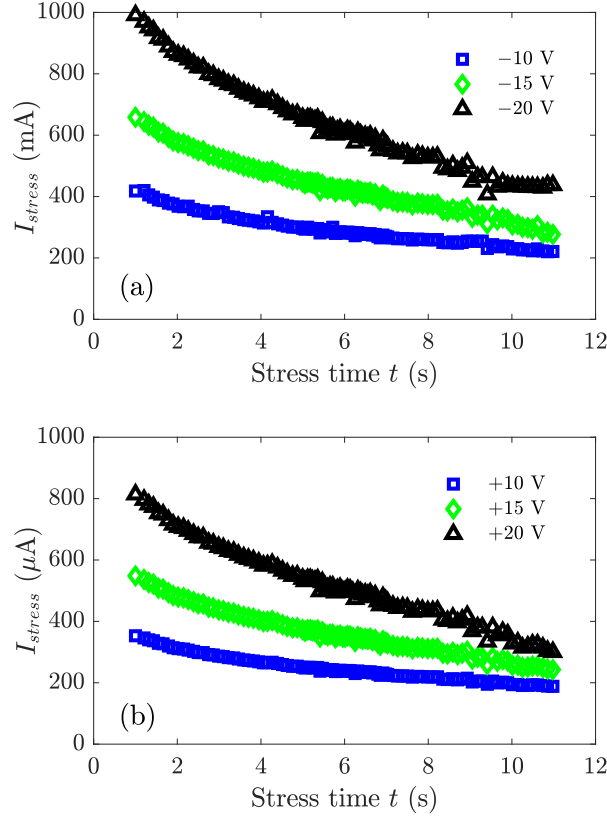 1000
800
600
400
200
0
I_stress (mA)
−10 V
−15 V
−20 V
(a)
0 2 4 6 8 10 12
Stress time t (s)
1000
800
600
400
200
0
I_stress (μA)
+10 V
+15 V
+20 V
(b)
0 2 4 6 8 10 12
Stress time t (s)